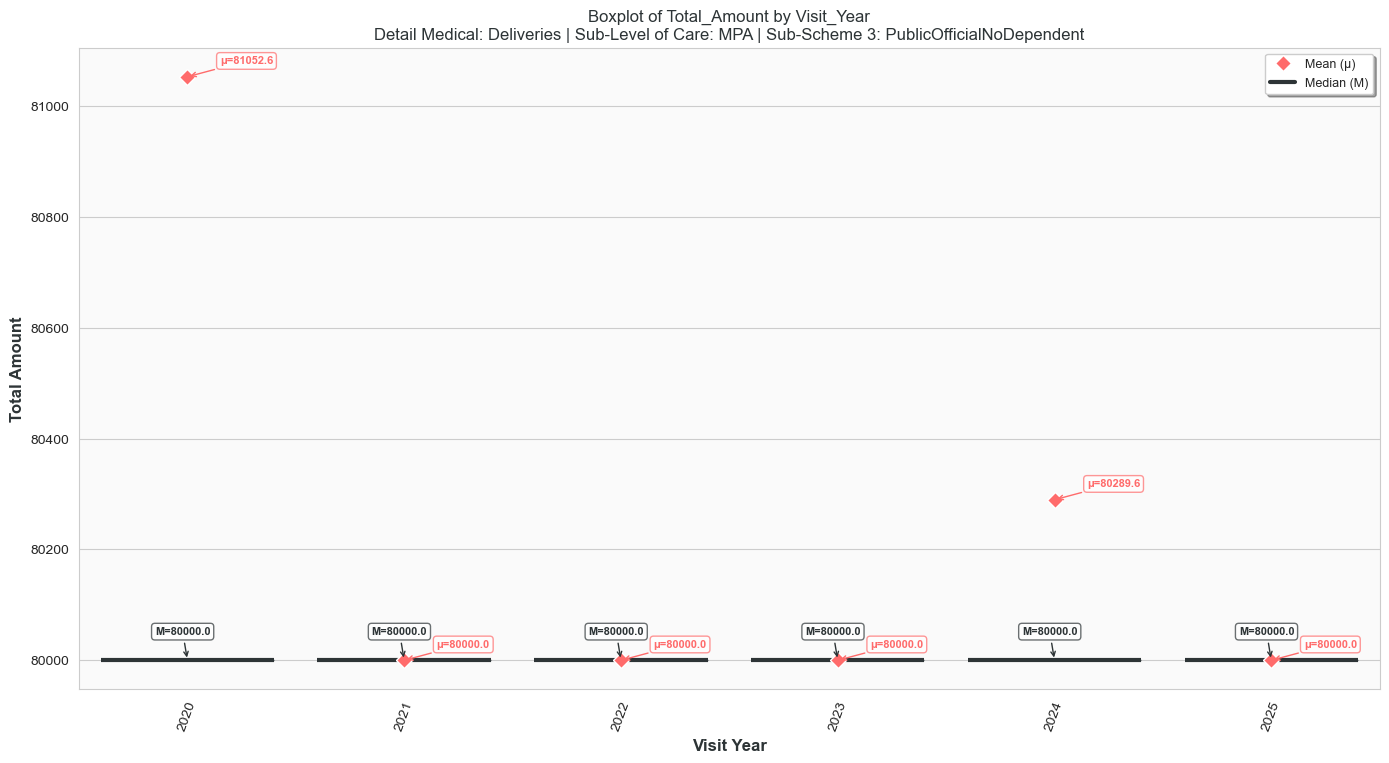 Boxplot of Total_Amount by Visit_Year
Detail Medical: Deliveries | Sub-Level of Care: MPA | Sub-Scheme 3: PublicOfficialNoDependent
Mean (μ)
Median (M)
μ=81052.6
μ=80289.6
M=80000.0
M=80000.0
M=80000.0
M=80000.0
M=80000.0
M=80000.0
μ=80000.0
μ=80000.0
μ=80000.0
μ=80000.0
Total Amount
81000
80800
80600
80400
80200
80000
2020
2021
2022
2023
2024
2025
Visit Year